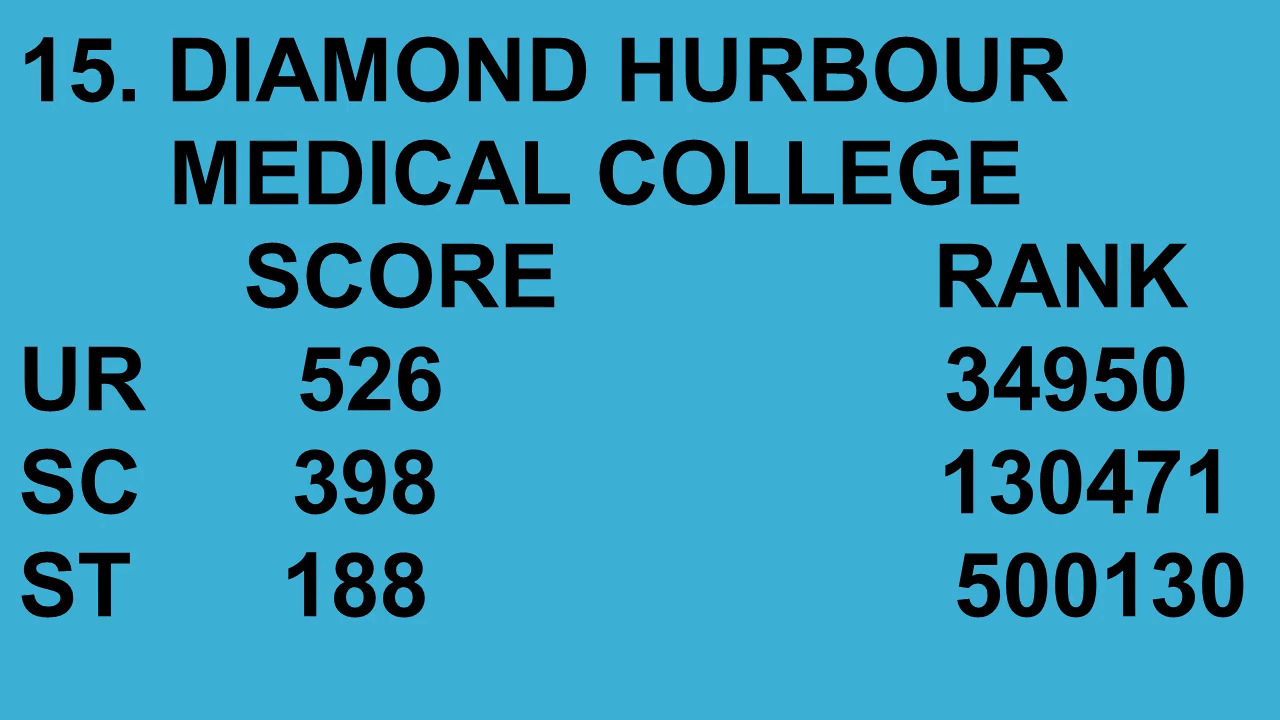 15. DIAMOND HURBOUR
MEDICAL COLLEGE
SCORE RANK
UR 526 34950
SC 398 130471
ST 188 500130